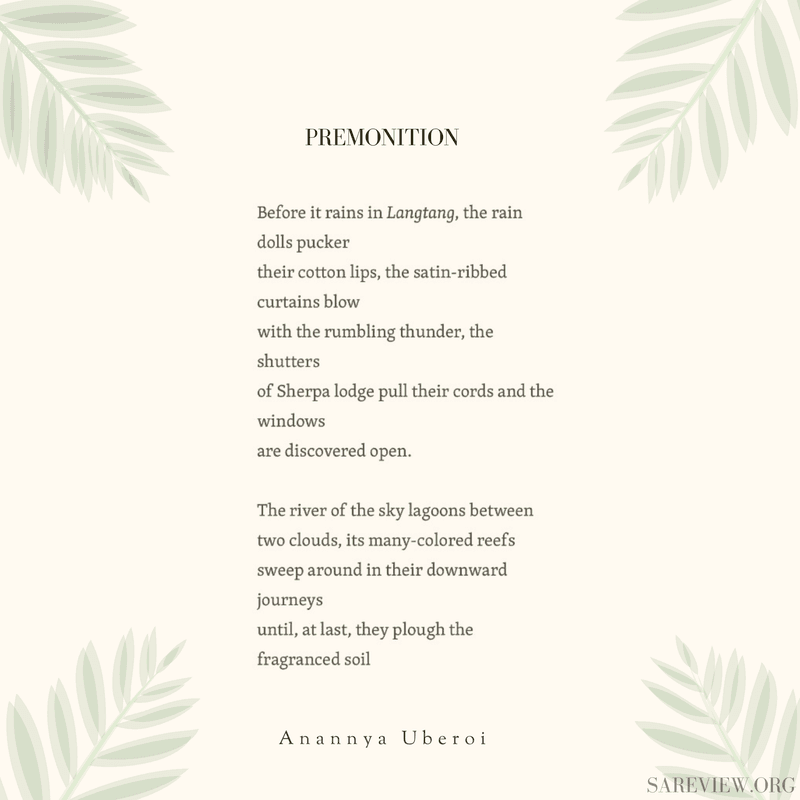 PREMONITION
Before it rains in Langtang, the rain
dolls pucker
their cotton lips, the satin-ribbed
curtains blow
with the rumbling thunder, the
shutters
of Sherpa lodge pull their cords and the
windows
are discovered open.
The river of the sky lagoons between
two clouds, its many-colored reefs
sweep around in their downward
journeys
until, at last, they plough the
fragranced soil
Anannya Uberoi
SAREVIEW.ORG